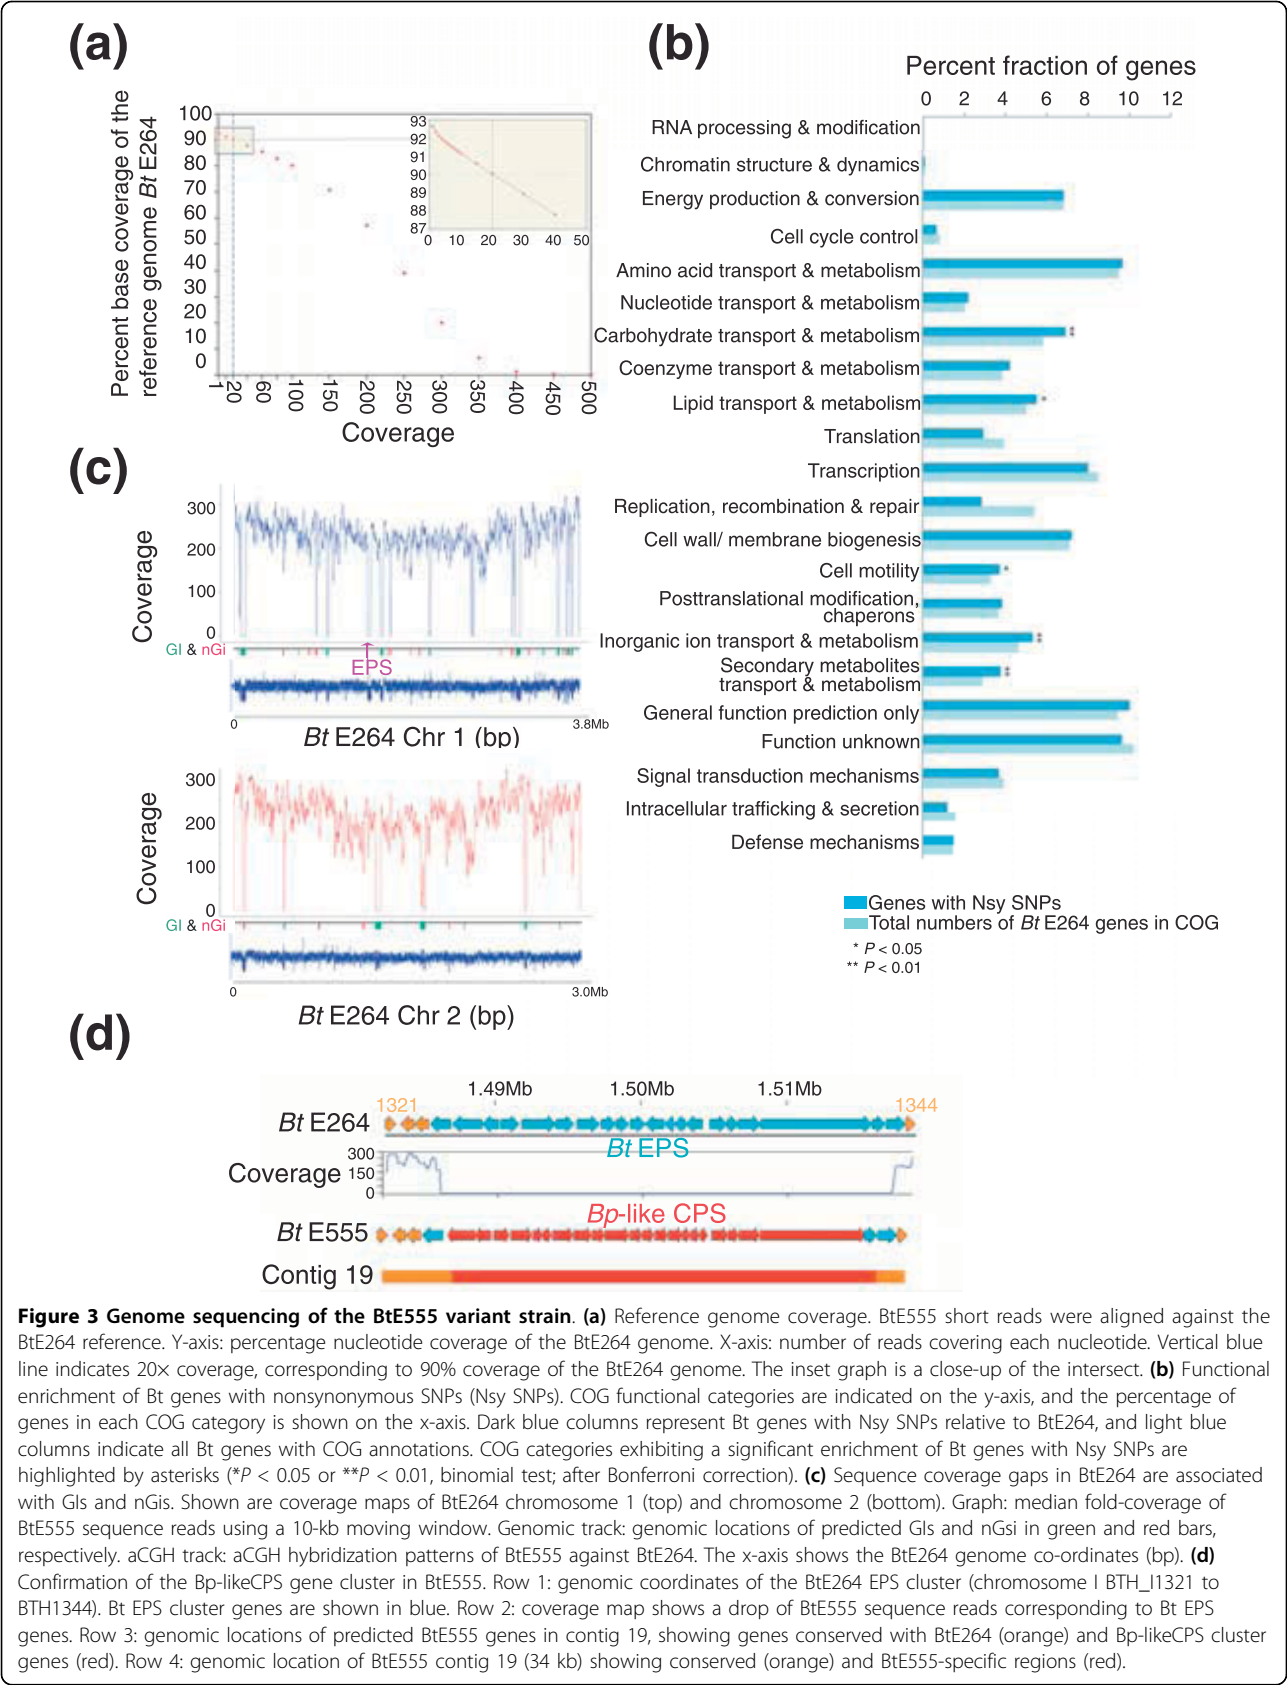 (a)
Percent base coverage of the
reference genome Bt E264
100
90
80
70
60
50
40
30
20
10
0
93
92
91
90
89
88
87
0 10 20 30 40 50
1 20 60 100 150 200 250 300 350 400 450 500
Coverage
(b)
Percent fraction of genes
0 2 4 6 8 10 12
RNA processing & modification
Chromatin structure & dynamics
Energy production & conversion
Cell cycle control
Amino acid transport & metabolism
Nucleotide transport & metabolism
Carbohydrate transport & metabolism **
Coenzyme transport & metabolism
Lipid transport & metabolism *
Translation
Transcription
Replication, recombination & repair
Cell wall/ membrane biogenesis
Cell motility *
Posttranslational modification,
chaperons
Inorganic ion transport & metabolism **
Secondary metabolites **
transport & metabolism
General function prediction only
Function unknown
Signal transduction mechanisms
Intracellular trafficking & secretion
Defense mechanisms
Genes with Nsy SNPs
Total numbers of Bt E264 genes in COG
* P < 0.05
** P < 0.01
(c)
Coverage
300
200
100
0
GI & nGi
EPS
0 3.8Mb
Bt E264 Chr 1 (bp)
Coverage
300
200
100
0
GI & nGi
0 3.0Mb
Bt E264 Chr 2 (bp)
(d)
1.49Mb 1.50Mb 1.51Mb
1321 1344
Bt E264
Bt EPS
Coverage
300
150
0
Bp-like CPS
Bt E555
Contig 19
Figure 3 Genome sequencing of the BtE555 variant strain. (a) Reference genome coverage. BtE555 short reads were aligned against the
BtE264 reference. Y-axis: percentage nucleotide coverage of the BtE264 genome. X-axis: number of reads covering each nucleotide. Vertical blue
line indicates 20× coverage, corresponding to 90% coverage of the BtE264 genome. The inset graph is a close-up of the intersect. (b) Functional
enrichment of Bt genes with nonsynonymous SNPs (Nsy SNPs). COG functional categories are indicated on the y-axis, and the percentage of
genes in each COG category is shown on the x-axis. Dark blue columns represent Bt genes with Nsy SNPs relative to BtE264, and light blue
columns indicate all Bt genes with COG annotations. COG categories exhibiting a significant enrichment of Bt genes with Nsy SNPs are
highlighted by asterisks (*P < 0.05 or **P < 0.01, binomial test; after Bonferroni correction). (c) Sequence coverage gaps in BtE264 are associated
with GIs and nGis. Shown are coverage maps of BtE264 chromosome 1 (top) and chromosome 2 (bottom). Graph: median fold-coverage of
BtE555 sequence reads using a 10-kb moving window. Genomic track: genomic locations of predicted GIs and nGsi in green and red bars,
respectively. aCGH track: aCGH hybridization patterns of BtE555 against BtE264. The x-axis shows the BtE264 genome co-ordinates (bp). (d)
Confirmation of the Bp-likeCPS gene cluster in BtE555. Row 1: genomic coordinates of the BtE264 EPS cluster (chromosome I BTH_I1321 to
BTH1344). Bt EPS cluster genes are shown in blue. Row 2: coverage map shows a drop of BtE555 sequence reads corresponding to Bt EPS
genes. Row 3: genomic locations of predicted BtE555 genes in contig 19, showing genes conserved with BtE264 (orange) and Bp-likeCPS cluster
genes (red). Row 4: genomic location of BtE555 contig 19 (34 kb) showing conserved (orange) and BtE555-specific regions (red).